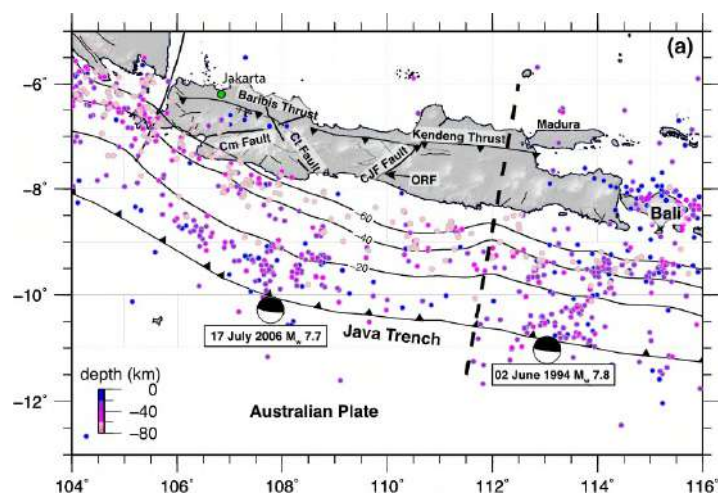 (a)
−6°
−8°
−10°
−12°
Jakarta
Baribis Thrust
Cm Fault
Ct Fault
CJF Fault
ORF
Kendeng Thrust
Madura
Bali
−60
−40
−20
17 July 2006 Mw 7.7
Java Trench
02 June 1994 Mw 7.8
Australian Plate
depth (km)
0
−40
−80
104° 106° 108° 110° 112° 114° 116°